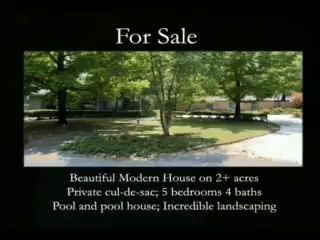 For Sale
Beautiful Modern House on 2+ acres
Private cul-de-sac; 5 bedrooms 4 baths
Pool and pool house; Incredible landscaping